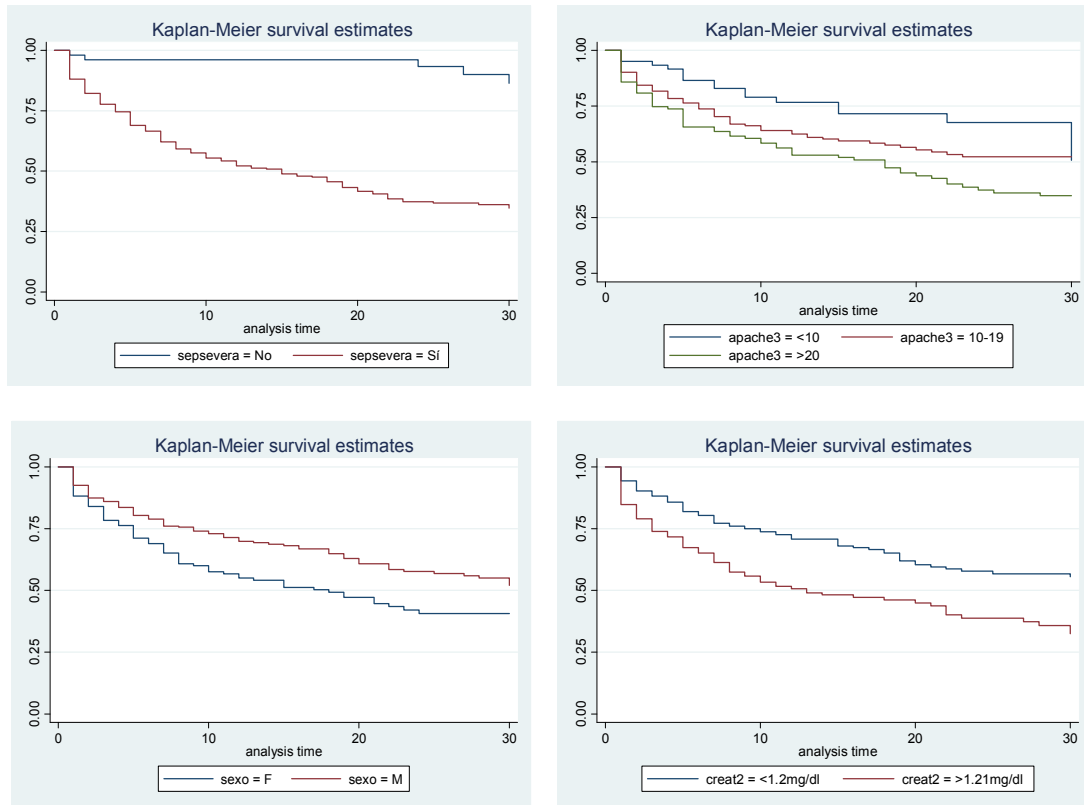 Kaplan-Meier survival estimates
1.00
0.75
0.50
0.25
0.00
0 10 20 30
analysis time
sepsevera = No sepsevera = Sí
Kaplan-Meier survival estimates
1.00
0.75
0.50
0.25
0.00
0 10 20 30
analysis time
apache3 = <10 apache3 = 10-19
apache3 = >20
Kaplan-Meier survival estimates
1.00
0.75
0.50
0.25
0.00
0 10 20 30
analysis time
sexo = F sexo = M
Kaplan-Meier survival estimates
1.00
0.75
0.50
0.25
0.00
0 10 20 30
analysis time
creat2 = <1.2mg/dl creat2 = >1.21mg/dl